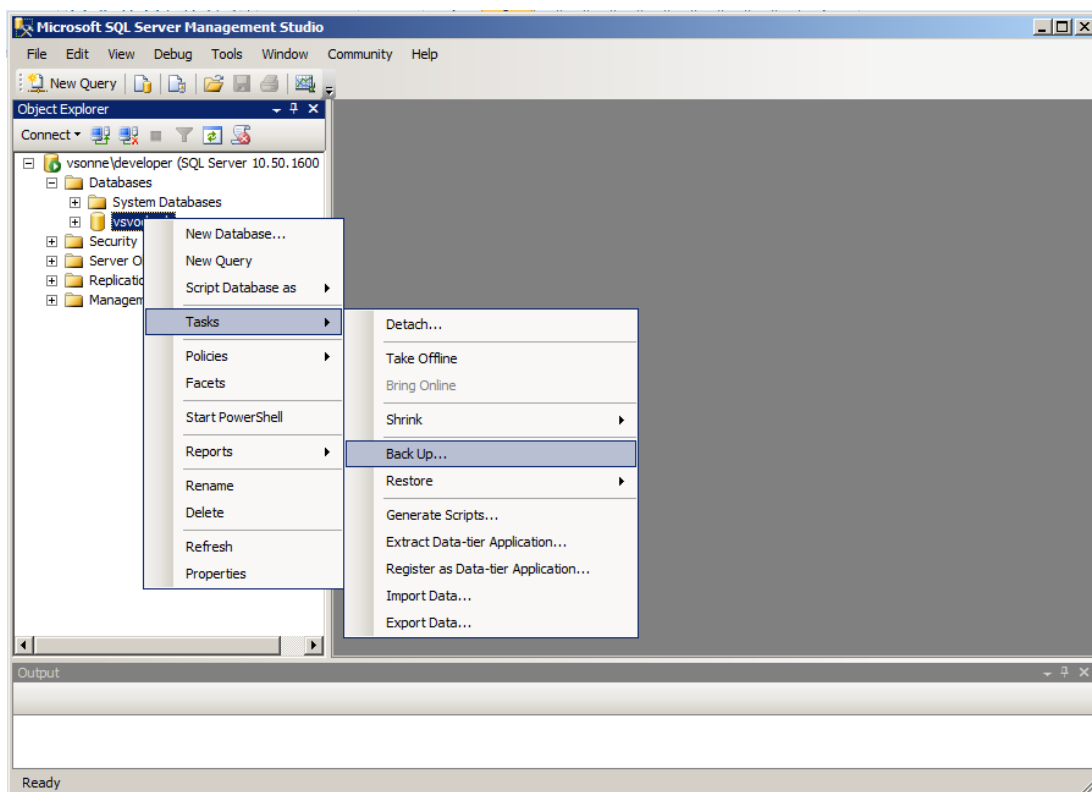 Microsoft SQL Server Management Studio
File Edit View Debug Tools Window Community Help
New Query
Object Explorer
Connect
vsonne\developer (SQL Server 10.50.1600
Databases
System Databases
Security
Server O
Replicatio
Managem
New Database...
New Query
Script Database as
Tasks
Policies
Facets
Start PowerShell
Reports
Rename
Delete
Refresh
Properties
Detach...
Take Offline
Bring Online
Shrink
Back Up...
Restore
Generate Scripts...
Extract Data-tier Application...
Register as Data-tier Application...
Import Data...
Export Data...
Output
Ready